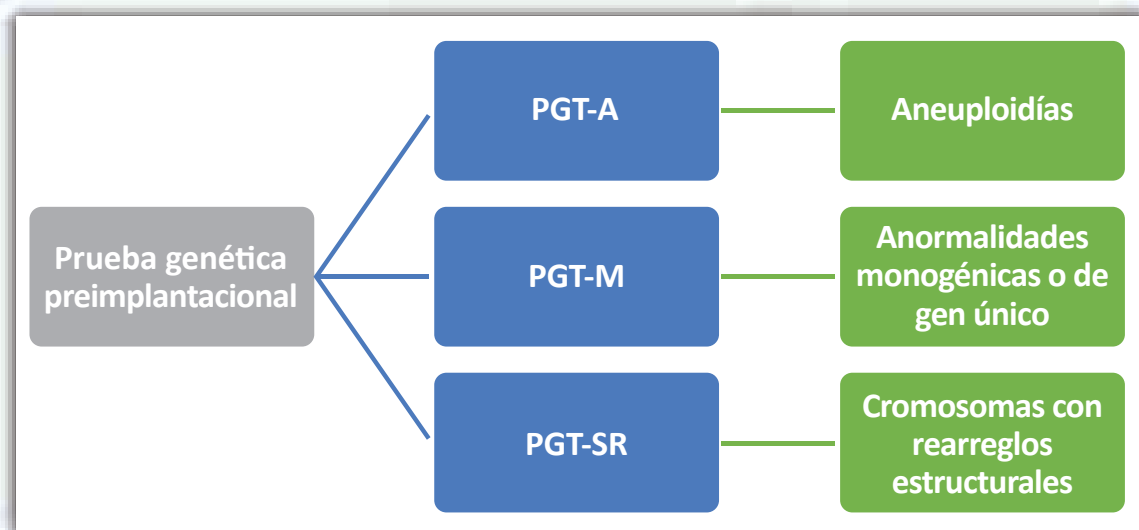 Prueba genética
preimplantacional
PGT-A
Aneuploidías
PGT-M
Anormalidades
monogénicas o de
gen único
PGT-SR
Cromosomas con
rearreglos
estructurales